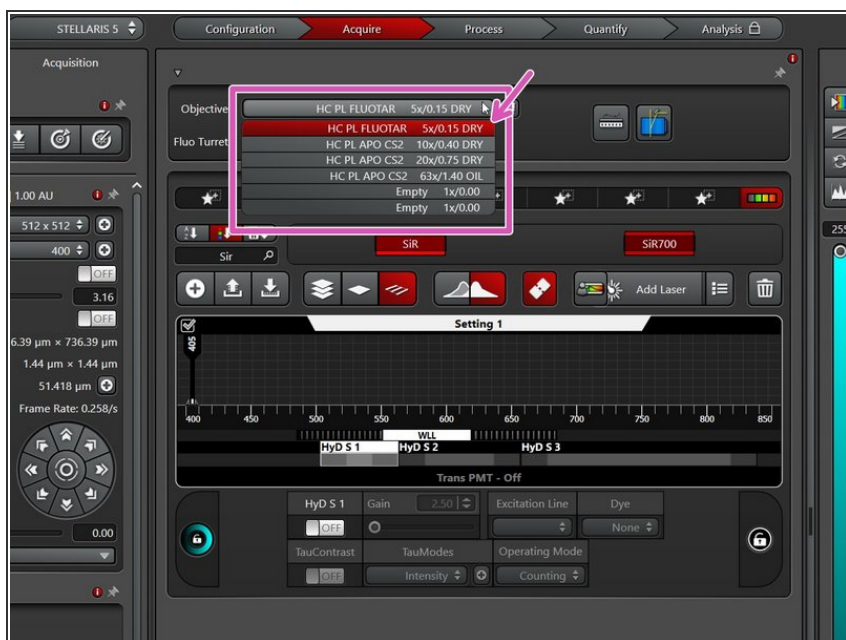 STELLARIS 5
Configuration
Acquire
Process
Quantify
Analysis
Acquisition
Objective
HC PL FLUOTAR 5x/0.15 DRY
HC PL FLUOTAR 5x/0.15 DRY
HC PL APO CS2 10x/0.40 DRY
HC PL APO CS2 20x/0.75 DRY
HC PL APO CS2 63x/1.40 OIL
Empty 1x/0.00
Empty 1x/0.00
Fluo Turret
1.00 AU
512 x 512
400
OFF
3.16
OFF
6.39 µm × 736.39 µm
1.44 µm × 1.44 µm
51.418 µm
Frame Rate: 0.258/s
0.00
Sir
SiR
SiR700
Add Laser
Setting 1
405
400 450 500 550 600 650 700 750 800 850
WLL
HyD S 1 HyD S 2 HyD S 3
Trans PMT - Off
HyD S 1 Gain 2.50 Excitation Line Dye
OFF None
TauContrast TauModes Operating Mode
OFF Intensity Counting
255